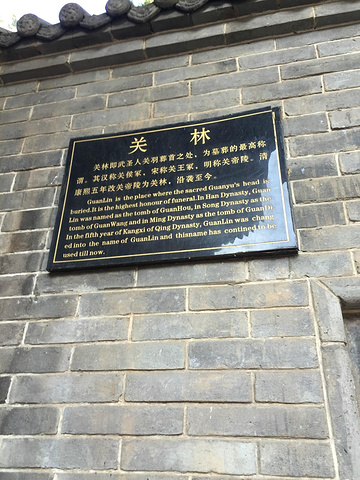 关 林
关林即武圣人关羽葬首之处，为墓葬的最高称
谓。其汉称关侯冢，宋称关王冢，明称关帝陵。清
康熙五年改关帝陵为关林，沿袭至今。
GuanLin is the place where the sacred Guanyu's head is
buried.It is the highest honour of funeral.In Han Dynasty, Guan
Lin was named as the tomb of GuanHou, in Song Dynasty as the
tomb of GuanWang and in Ming Dynasty as the tomb of GuanDi
in the fifth year of Kangxi of Qing Dynasty, GuanLin was chang
ed into the name of GuanLin and thisname has contined to be
used till now.